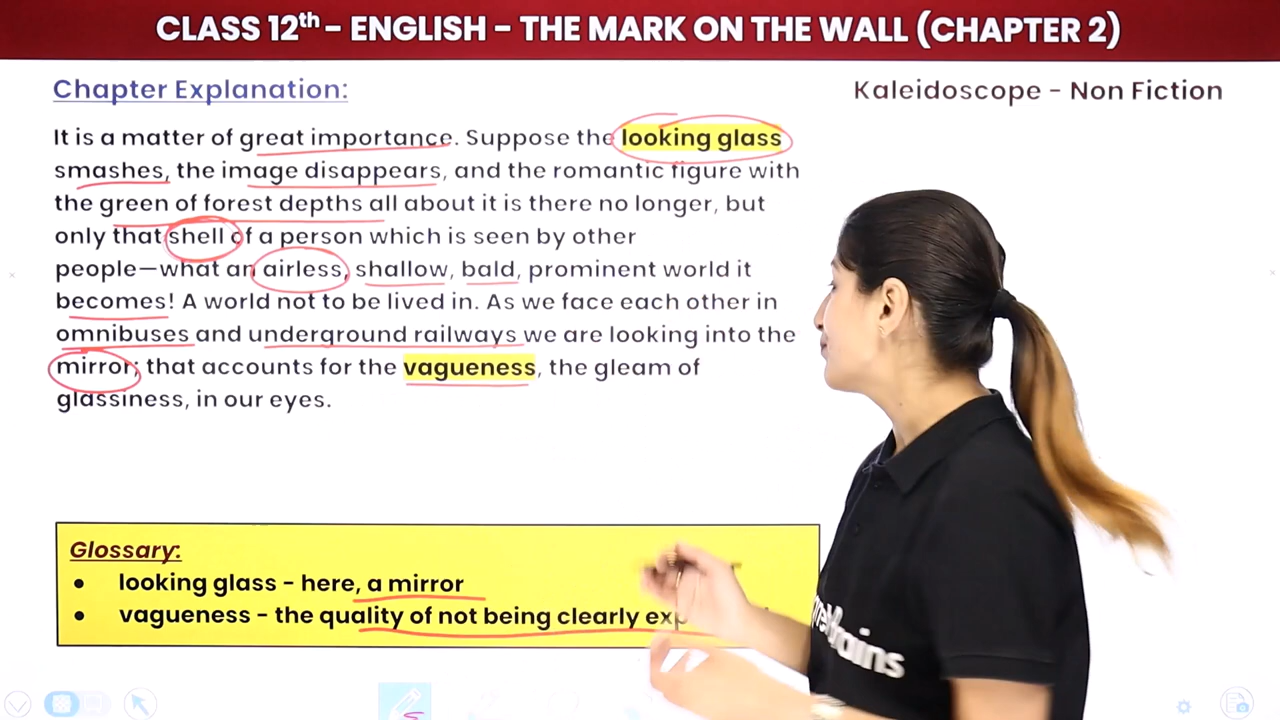 CLASS 12th – ENGLISH – THE MARK ON THE WALL (CHAPTER 2)
Chapter Explanation:
Kaleidoscope - Non Fiction
It is a matter of great importance. Suppose the looking glass
smashes, the image disappears, and the romantic figure with
the green of forest depths all about it is there no longer, but
only that shell of a person which is seen by other
people—what an airless, shallow, bald, prominent world it
becomes! A world not to be lived in. As we face each other in
omnibuses and underground railways we are looking into the
mirror; that accounts for the vagueness, the gleam of
glassiness, in our eyes.
Glossary:
• looking glass - here, a mirror
• vagueness - the quality of not being clearly